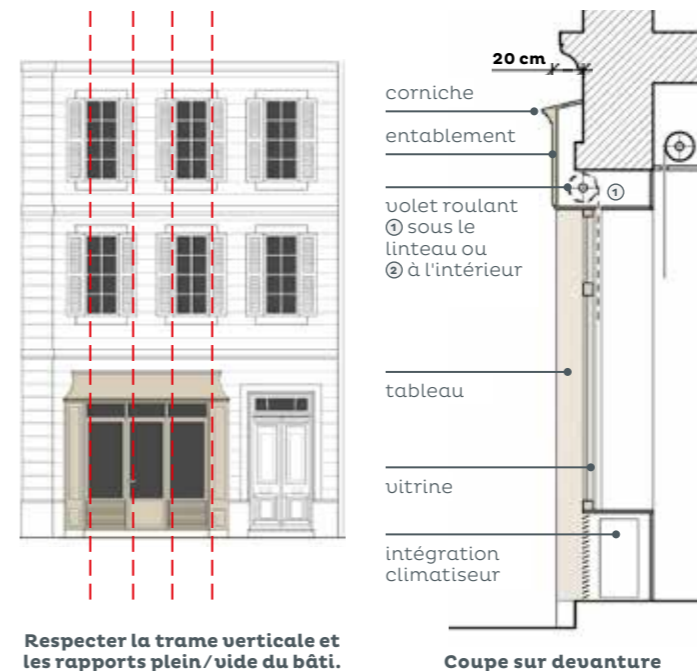 20 cm
corniche
entablement
volet roulant
① sous le
linteau ou
② à l'intérieur
①
tableau
vitrine
intégration
climatiseur
Respecter la trame verticale et
les rapports plein/vide du bâti.
Coupe sur devanture